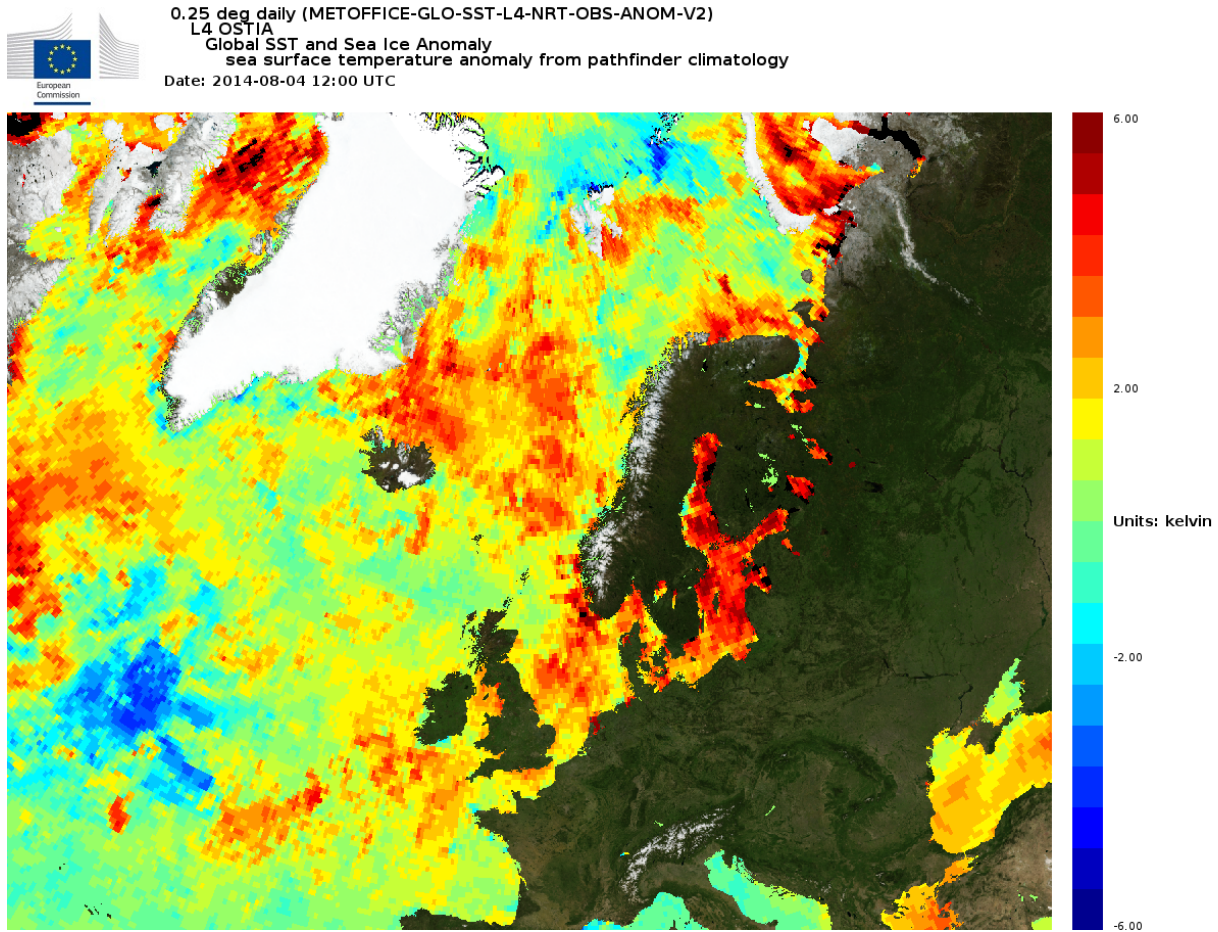 0.25 deg daily (METOFFICE-GLO-SST-L4-NRT-OBS-ANOM-V2)
L4 OSTIA
Global SST and Sea Ice Anomaly
sea surface temperature anomaly from pathfinder climatology
Date: 2014-08-04 12:00 UTC
European
Commission
6.00
2.00
Units: kelvin
-2.00
-6.00